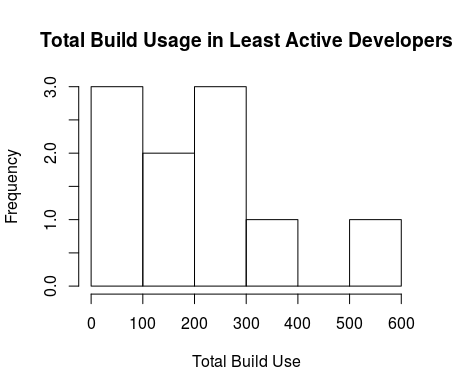 Total Build Usage in Least Active Developers
Frequency
3.0
2.0
1.0
0.0
0 100 200 300 400 500 600
Total Build Use